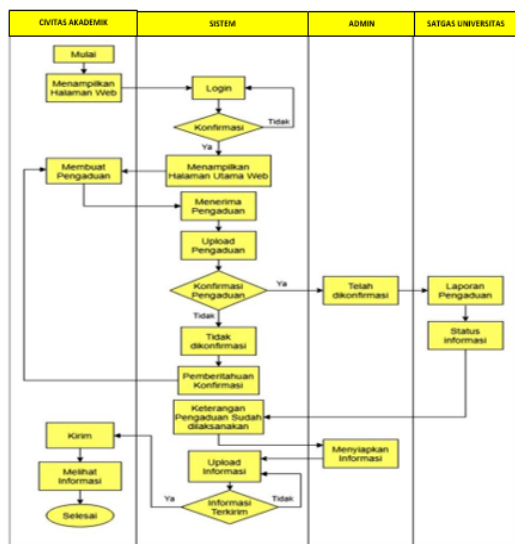 CIVITAS AKADEMIK
SISTEM
ADMIN
SATGAS UNIVERSITAS
Mulai
Menampilkan
Halaman Web
Login
Konfirmasi
Tidak
Ya
Membuat
Pengaduan
Menampilkan
Halaman Utama Web
Menerima
Pengaduan
Upload
Pengaduan
Konfirmasi
Pengaduan
Ya
Telah
dikonfirmasi
Laporan
Pengaduan
Tidak
Status
Informasi
Tidak
dikonfirmasi
Pemberitahuan
Konfirmasi
Keterangan
Pengaduan Sudah
dilaksanakan
Kirim
Menyiapkan
Informasi
Upload
Informasi
Melihat
Informasi
Ya
Informasi
Terkirim
Tidak
Selesai